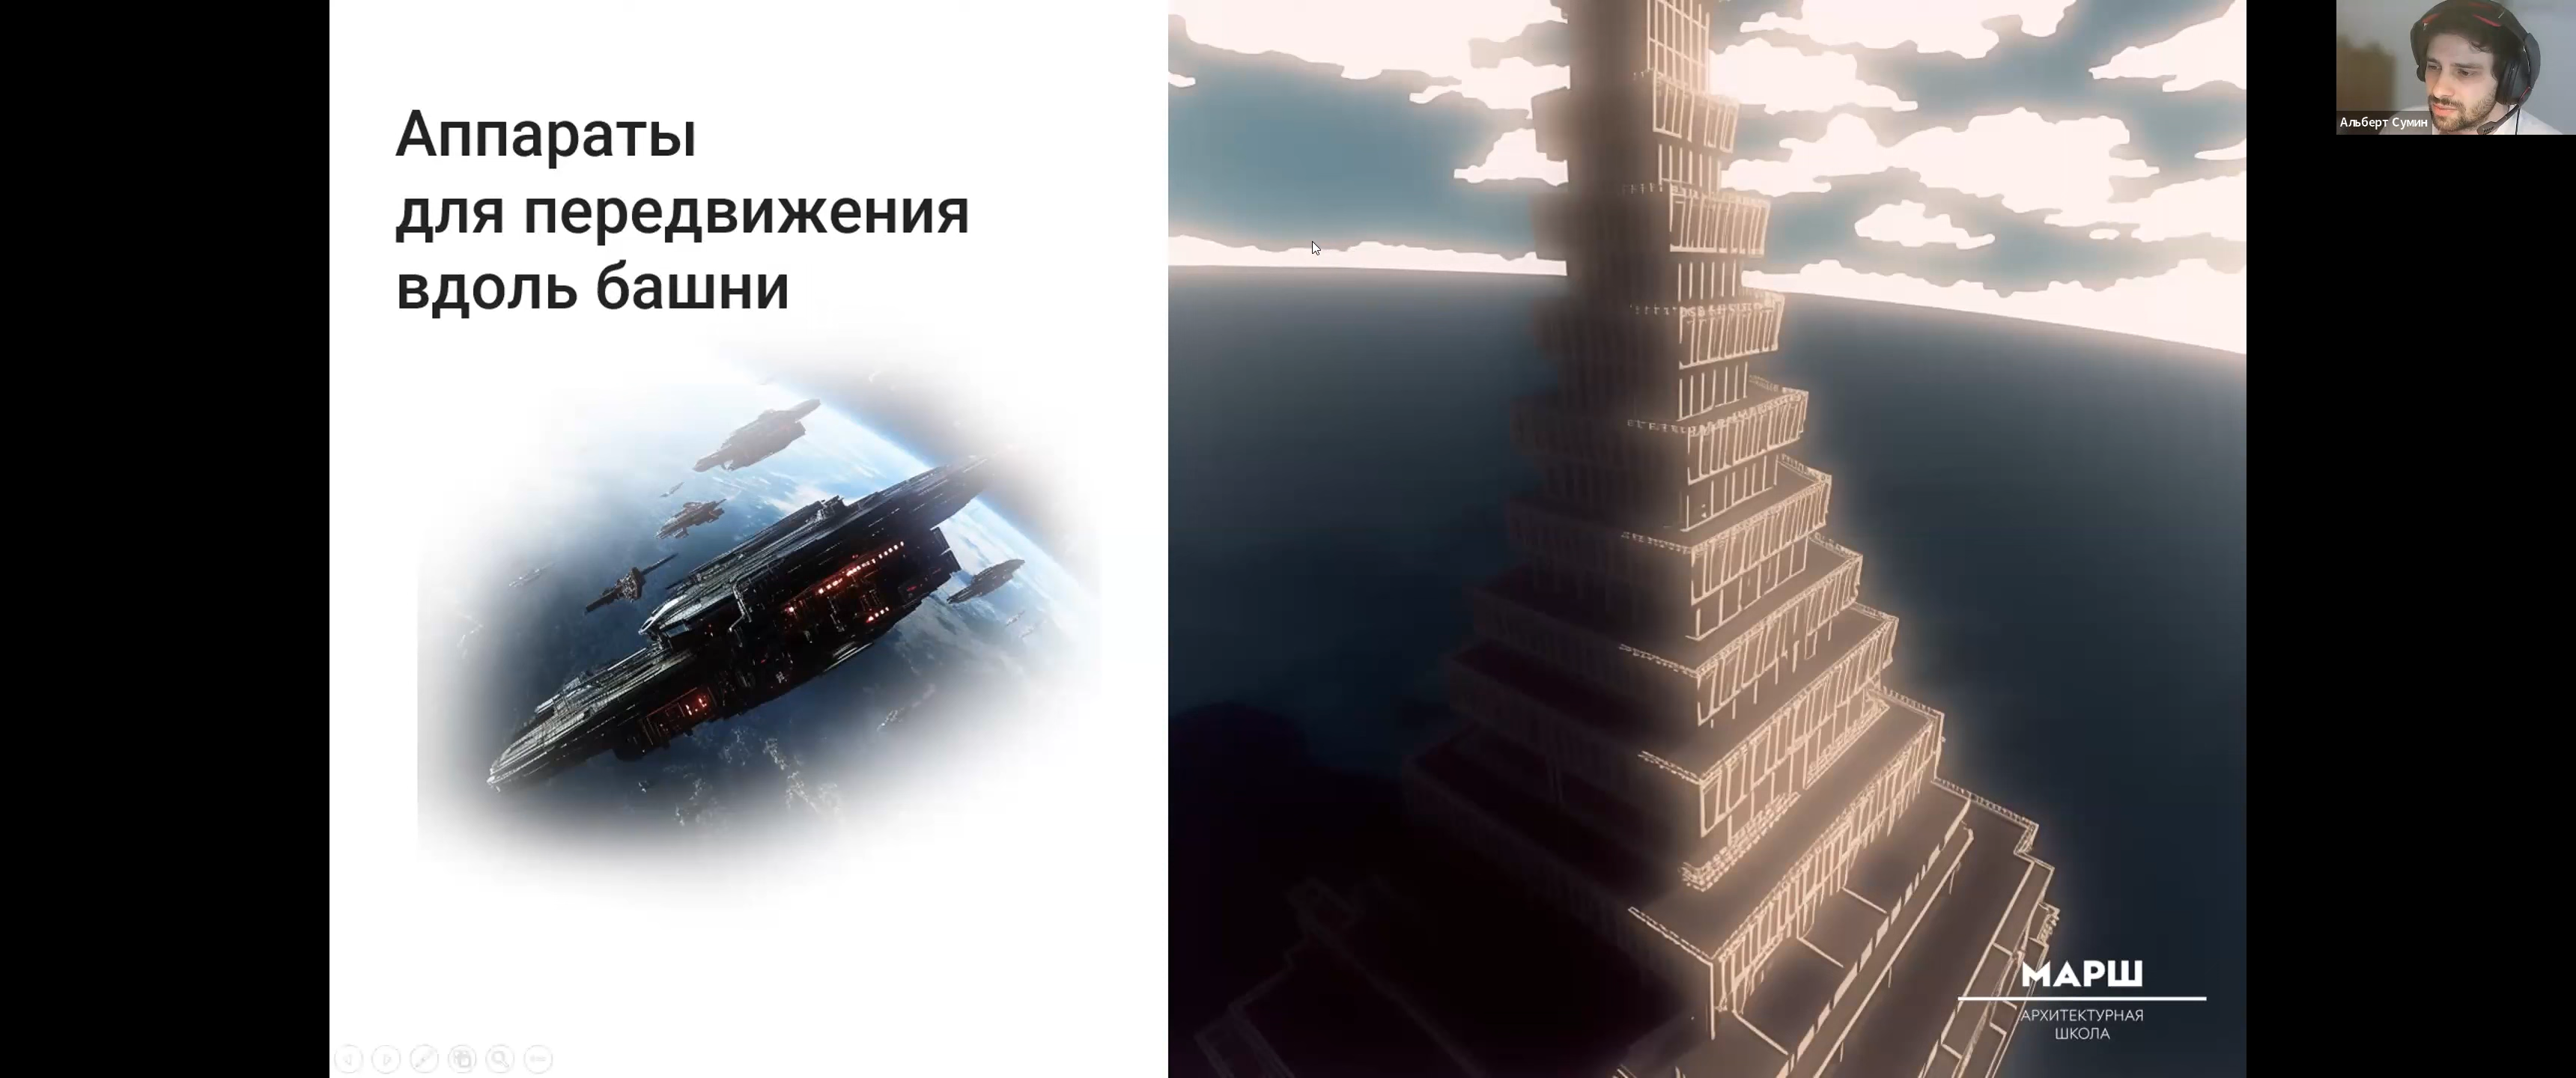 Аппараты
для передвижения
вдоль башни
Альберт Сумин
МАРШ
АРХИТЕКТУРНАЯ
ШКОЛА